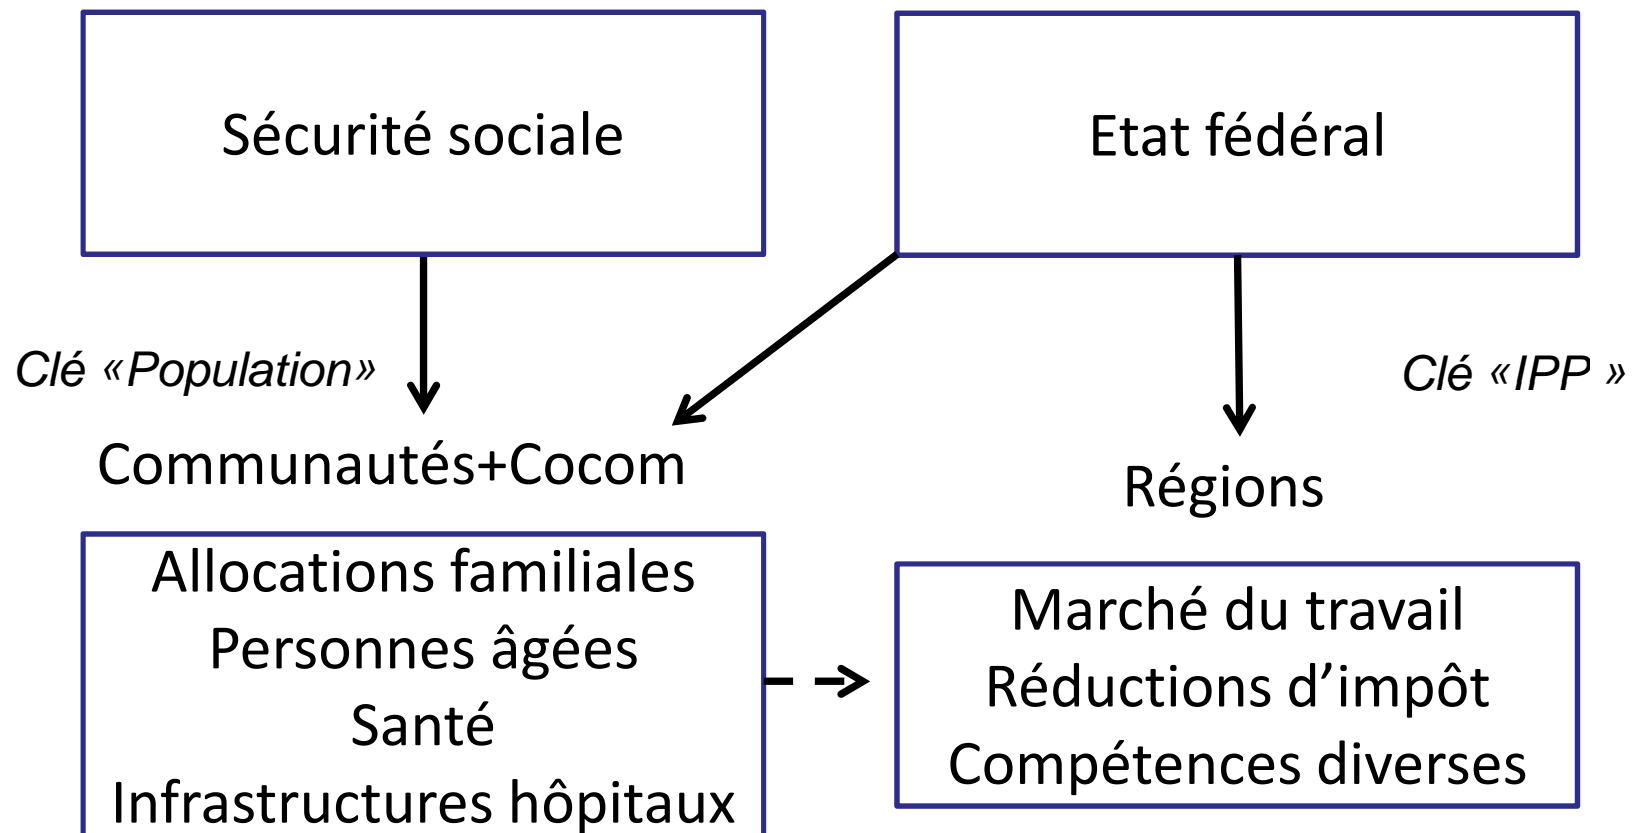 Sécurité sociale
Etat fédéral
Clé «Population»
Clé «IPP »
Communautés+Cocom
Régions
Allocations familiales
Personnes âgées
Santé
Infrastructures hôpitaux
Marché du travail
Réductions d’impôt
Compétences diverses